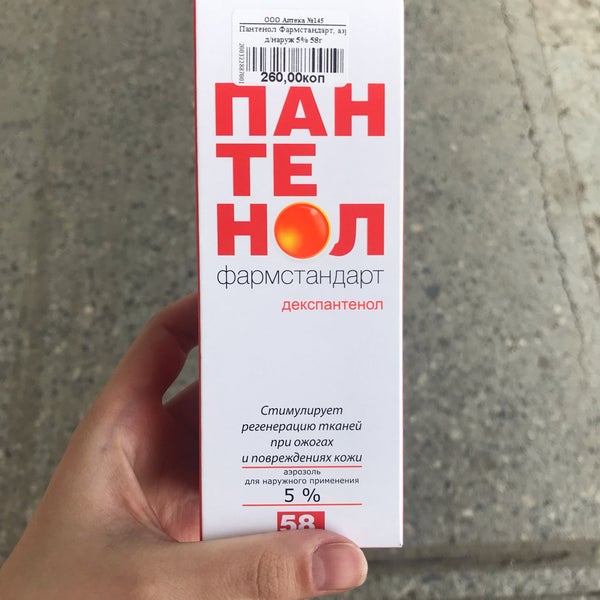 ООО Аптека №145
Пантенол Фармстандарт, аэр
д/наруж 5% 58г
260,00коп
ПАН
ТЕ
НОЛ
фармстандарт
декспантенол
Стимулирует
регенерацию тканей
при ожогах
и повреждениях кожи
аэрозоль
для наружного применения
5 %
58